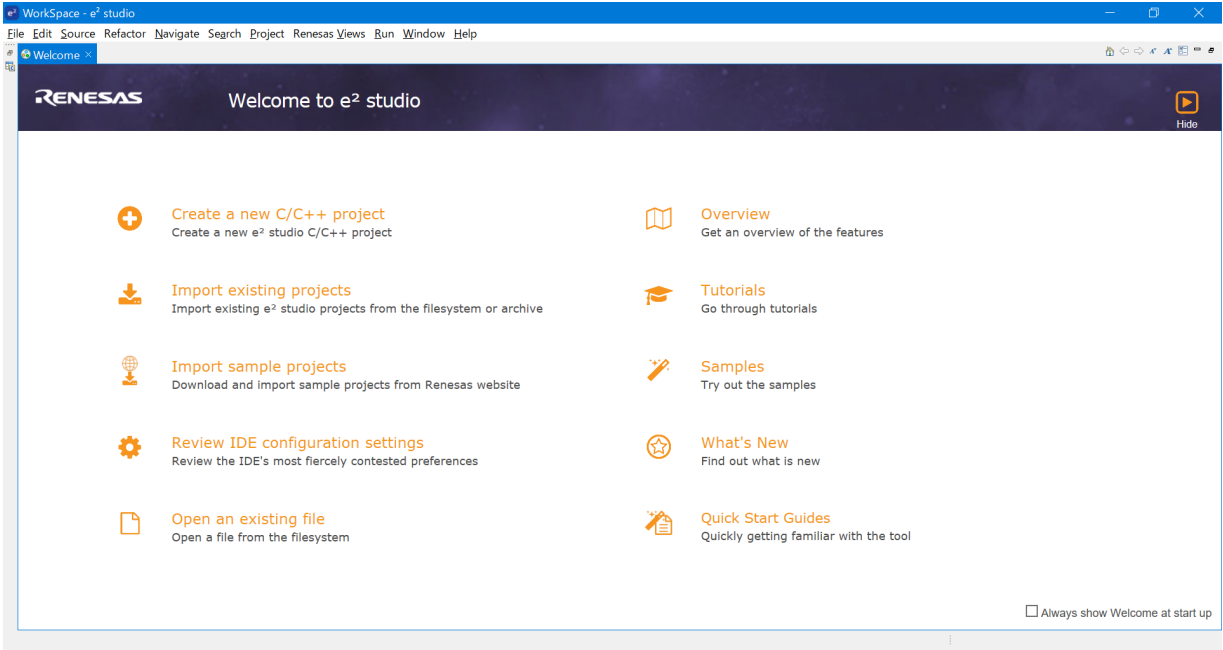 e² WorkSpace - e² studio
File Edit Source Refactor Navigate Search Project Renesas Views Run Window Help
Welcome
RENESAS
Welcome to e² studio
Hide
Create a new C/C++ project
Create a new e² studio C/C++ project
Import existing projects
Import existing e² studio projects from the filesystem or archive
Import sample projects
Download and import sample projects from Renesas website
Review IDE configuration settings
Review the IDE's most fiercely contested preferences
Open an existing file
Open a file from the filesystem
Overview
Get an overview of the features
Tutorials
Go through tutorials
Samples
Try out the samples
What's New
Find out what is new
Quick Start Guides
Quickly getting familiar with the tool
Always show Welcome at start up